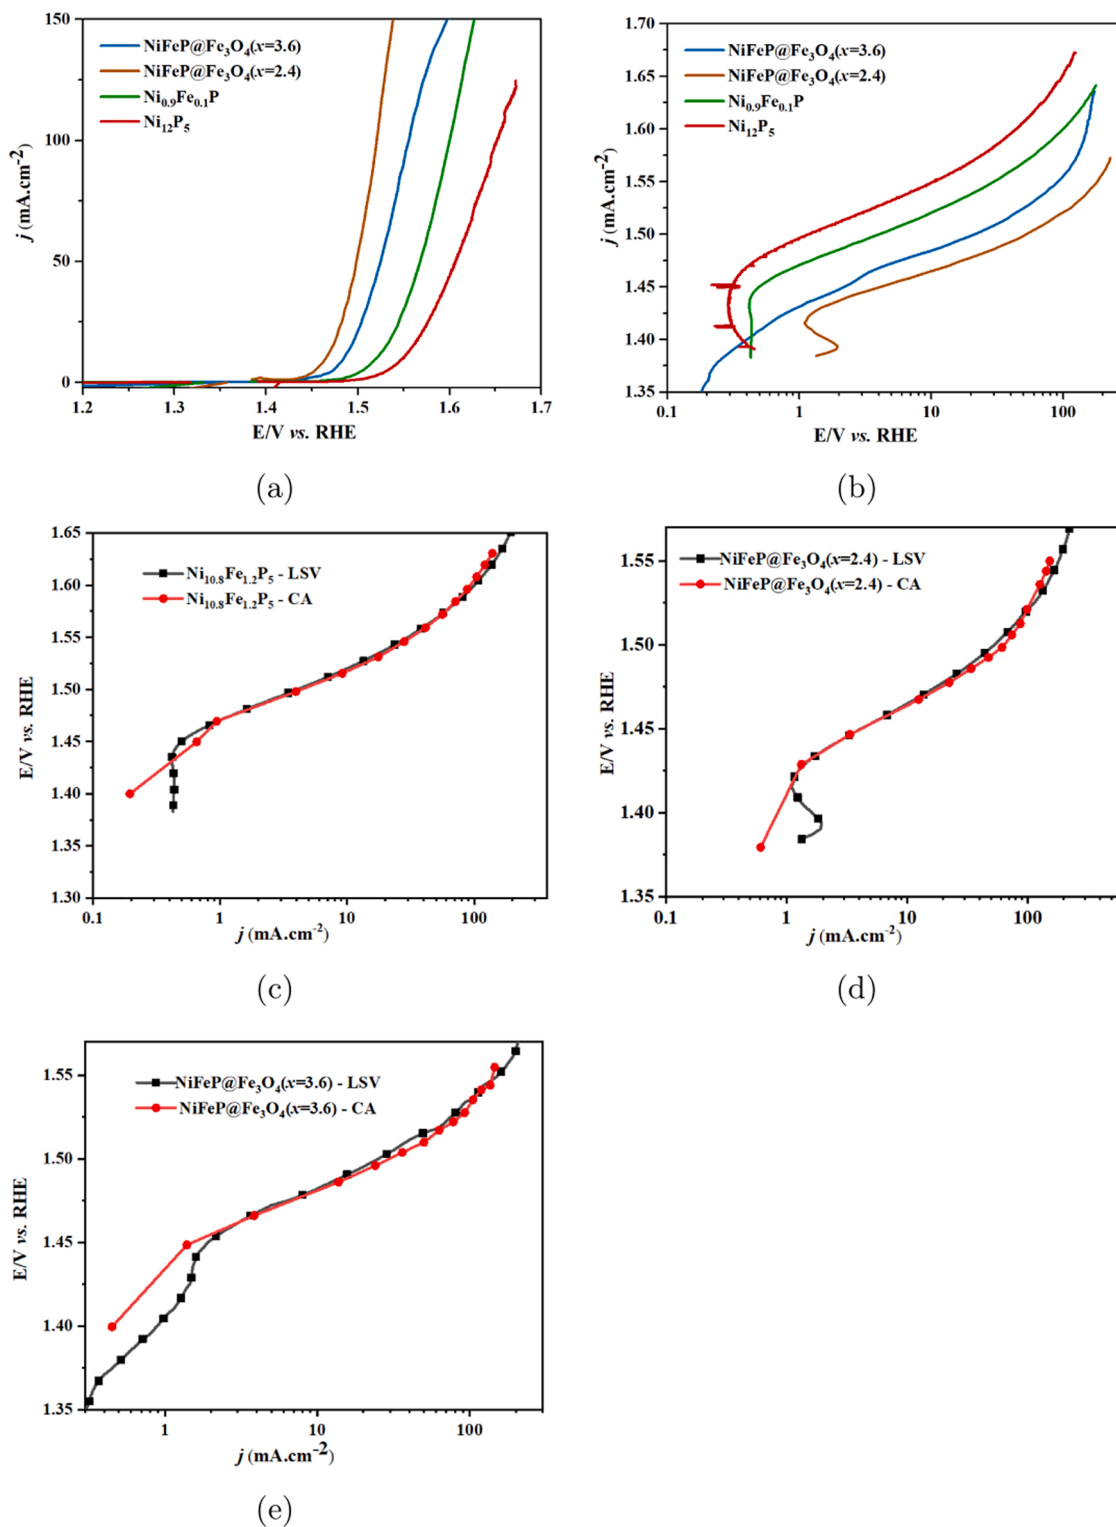 150
100
50
0
j (mA.cm-2)
NiFeP@Fe3O4(x=3.6)
NiFeP@Fe3O4(x=2.4)
Ni0.9Fe0.1P
Ni12P5
1.2 1.3 1.4 1.5 1.6 1.7
E/V vs. RHE
(a)
1.70
1.65
1.60
1.55
1.50
1.45
1.40
1.35
j (mA.cm-2)
NiFeP@Fe3O4(x=3.6)
NiFeP@Fe3O4(x=2.4)
Ni0.9Fe0.1P
Ni12P5
0.1 1 10 100
E/V vs. RHE
(b)
1.65
1.60
1.55
1.50
1.45
1.40
1.35
1.30
E/V vs. RHE
Ni10.8Fe1.2P5 - LSV
Ni10.8Fe1.2P5 - CA
0.1 1 10 100
j (mA.cm-2)
(c)
1.55
1.50
1.45
1.40
1.35
E/V vs. RHE
NiFeP@Fe3O4(x=2.4) - LSV
NiFeP@Fe3O4(x=2.4) - CA
0.1 1 10 100
j (mA.cm-2)
(d)
1.55
1.50
1.45
1.40
1.35
E/V vs. RHE
NiFeP@Fe3O4(x=3.6) - LSV
NiFeP@Fe3O4(x=3.6) - CA
1 10 100
j (mA.cm-2)
(e)